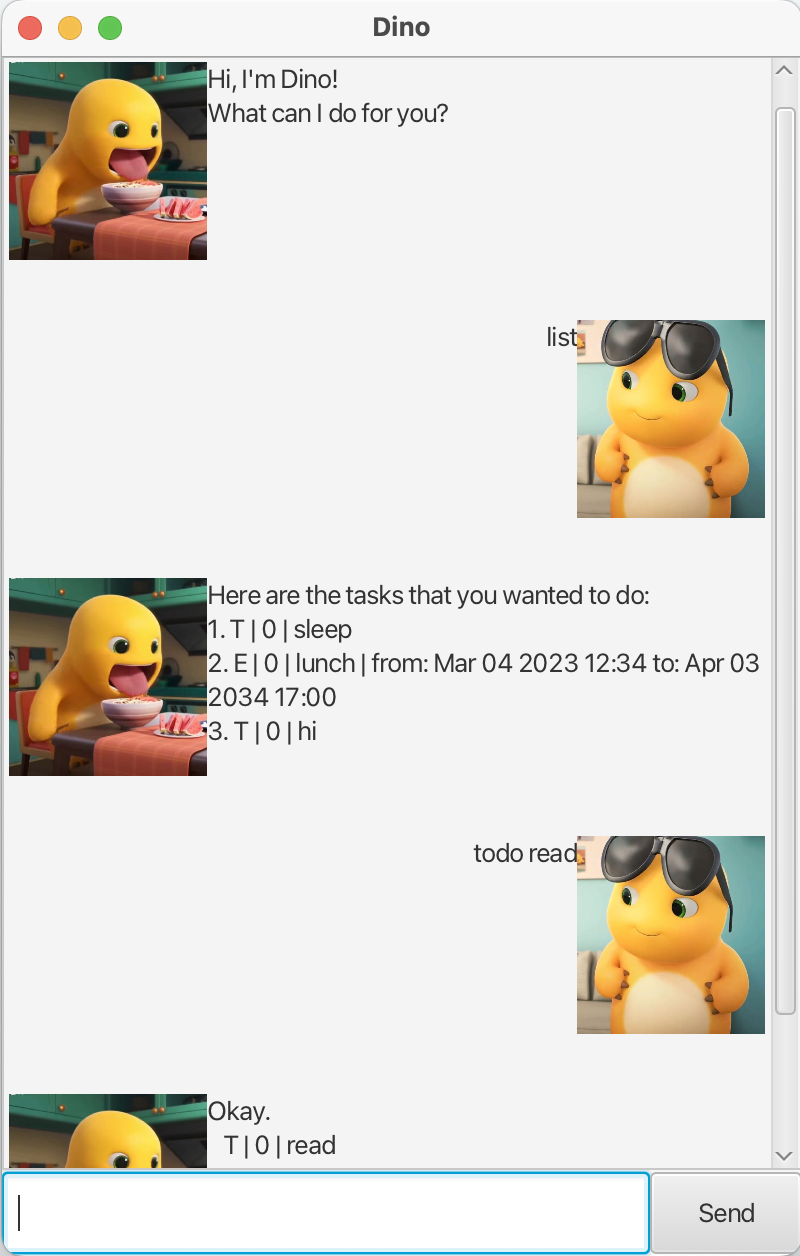 Dino
Hi, I'm Dino!
What can I do for you?
list
Here are the tasks that you wanted to do:
1. T | 0 | sleep
2. E | 0 | lunch | from: Mar 04 2023 12:34 to: Apr 03
2034 17:00
3. T | 0 | hi
todo read
Okay.
T | 0 | read
Send